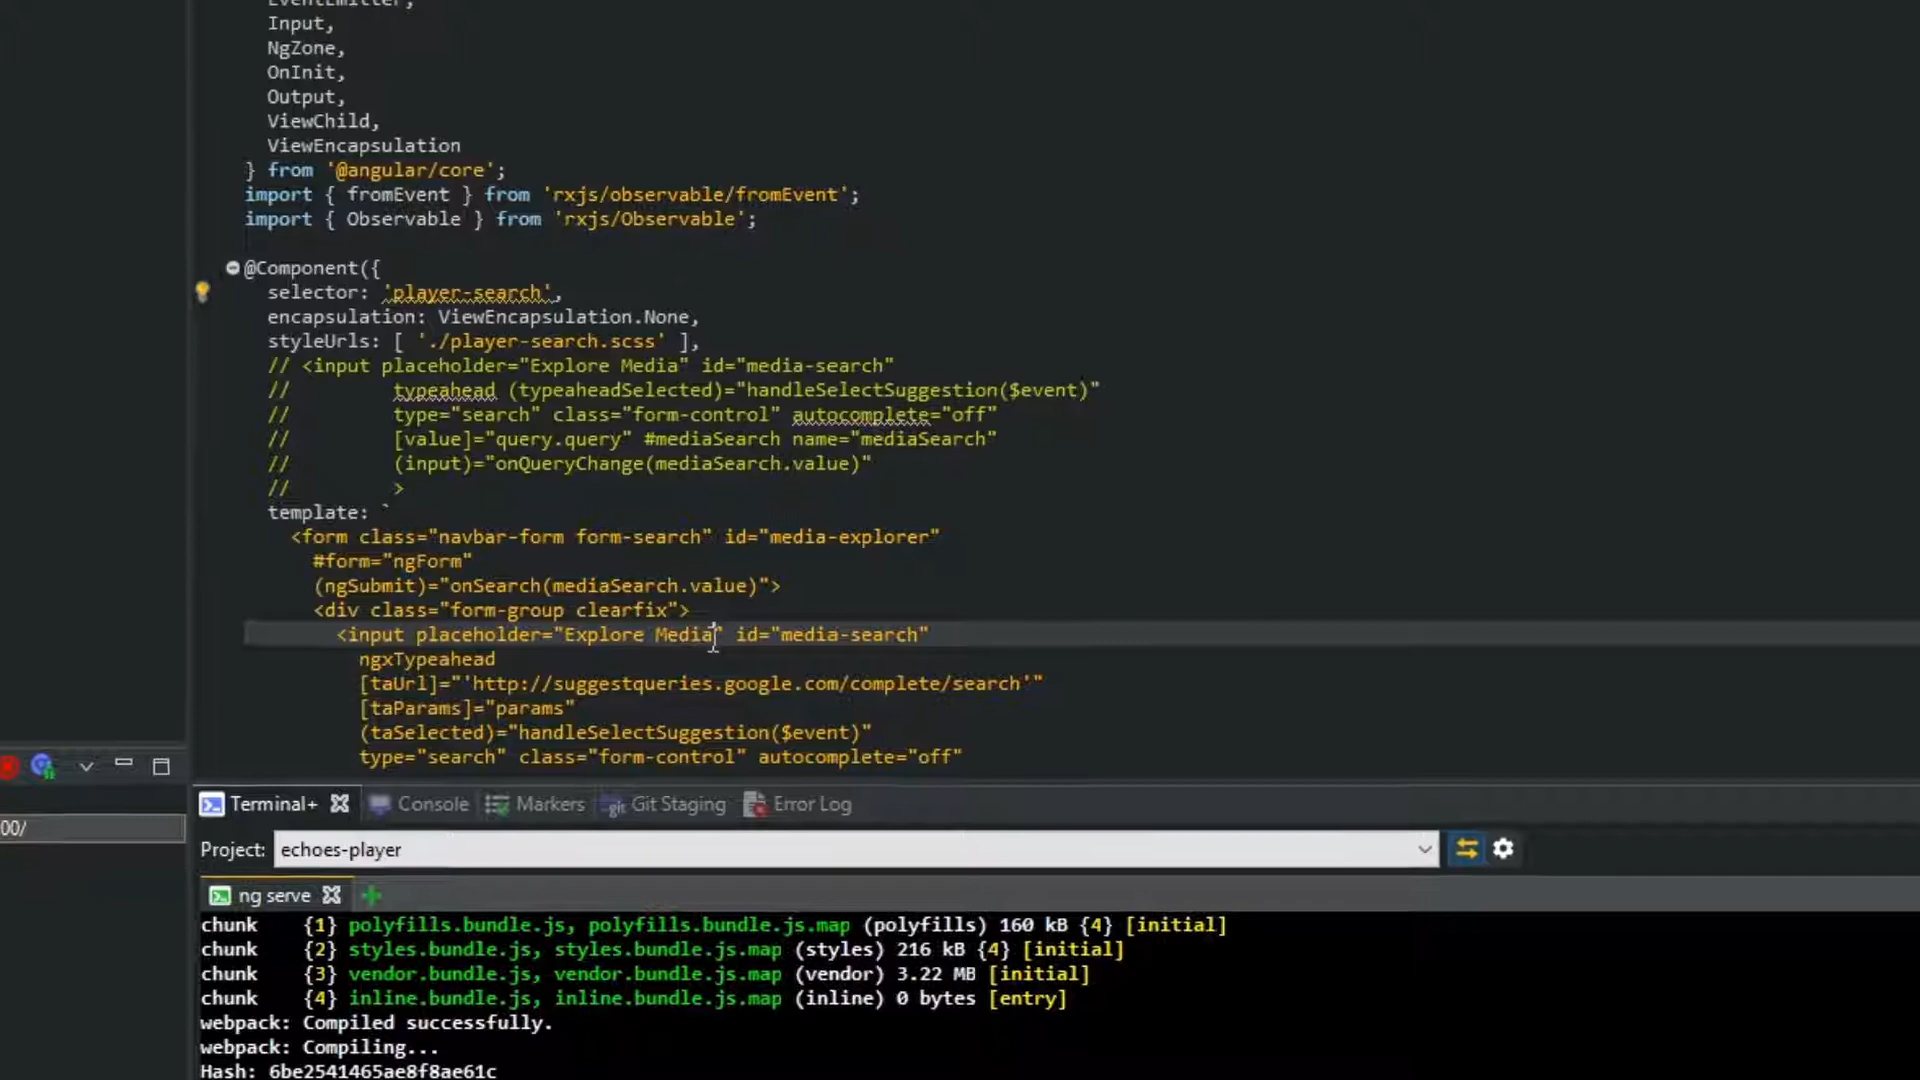 EventEmitter,
Input,
NgZone,
OnInit,
Output,
ViewChild,
ViewEncapsulation
} from '@angular/core';
import { fromEvent } from 'rxjs/observable/fromEvent';
import { Observable } from 'rxjs/Observable';
@Component({
selector: 'player-search',
encapsulation: ViewEncapsulation.None,
styleUrls: [ './player-search.scss' ],
// <input placeholder="Explore Media" id="media-search"
// typeahead (typeaheadSelected)="handleSelectSuggestion($event)"
// type="search" class="form-control" autocomplete="off"
// [value]="query.query" #mediaSearch name="mediaSearch"
// (input)="onQueryChange(mediaSearch.value)"
// >
template: `
<form class="navbar-form form-search" id="media-explorer"
#form="ngForm"
(ngSubmit)="onSearch(mediaSearch.value)">
<div class="form-group clearfix">
<input placeholder="Explore Media" id="media-search"
ngxTypeahead
[taUrl]="'http://suggestqueries.google.com/complete/search'"
[taParams]="params"
(taSelected)="handleSelectSuggestion($event)"
type="search" class="form-control" autocomplete="off"
Terminal+ Console Markers Git Staging Error Log
00/
Project: echoes-player
ng serve
chunk {1} polyfills.bundle.js, polyfills.bundle.js.map (polyfills) 160 kB {4} [initial]
chunk {2} styles.bundle.js, styles.bundle.js.map (styles) 216 kB {4} [initial]
chunk {3} vendor.bundle.js, vendor.bundle.js.map (vendor) 3.22 MB [initial]
chunk {4} inline.bundle.js, inline.bundle.js.map (inline) 0 bytes [entry]
webpack: Compiled successfully.
webpack: Compiling...
Hash: 6be2541465ae8f8ae61c